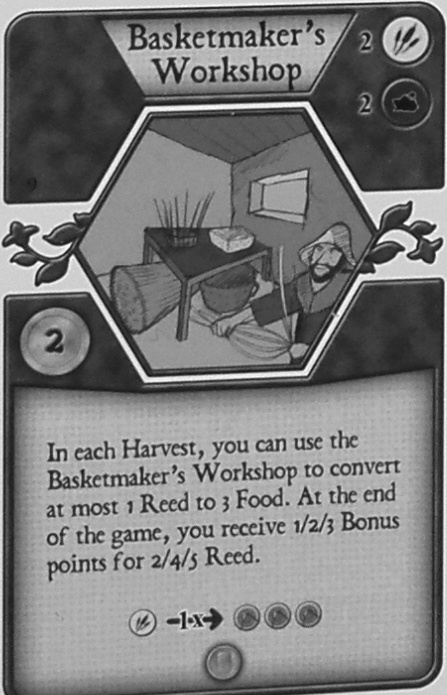 Basketmaker's
Workshop
2
2
2
In each Harvest, you can use the
Basketmaker's Workshop to convert
at most 1 Reed to 3 Food. At the end
of the game, you receive 1/2/3 Bonus
points for 2/4/5 Reed.
-1x→